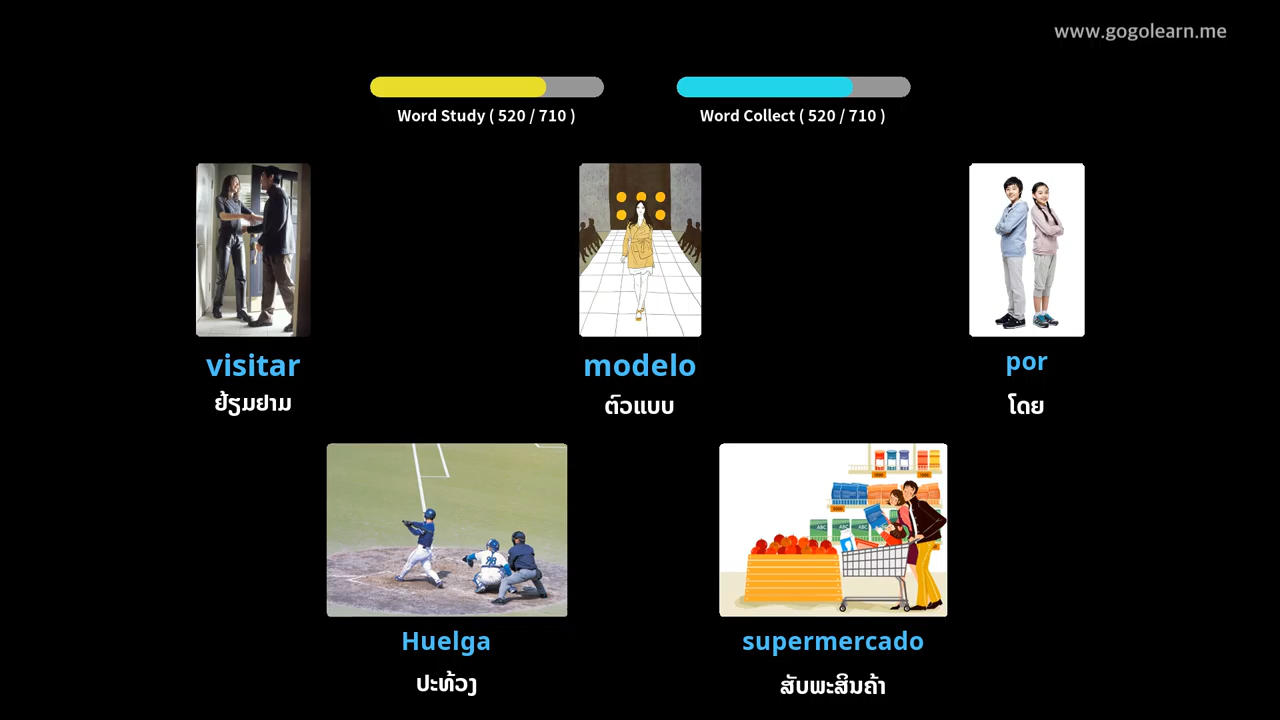 www.gogolearn.me
Word Study ( 520 / 710 )
Word Collect ( 520 / 710 )
visitar
ຢ້ຽມຢາມ
modelo
ຕົວແບບ
por
ໂດຍ
Huelga
ປະທ້ວງ
supermercado
ສັບພະສິນຄ້າ